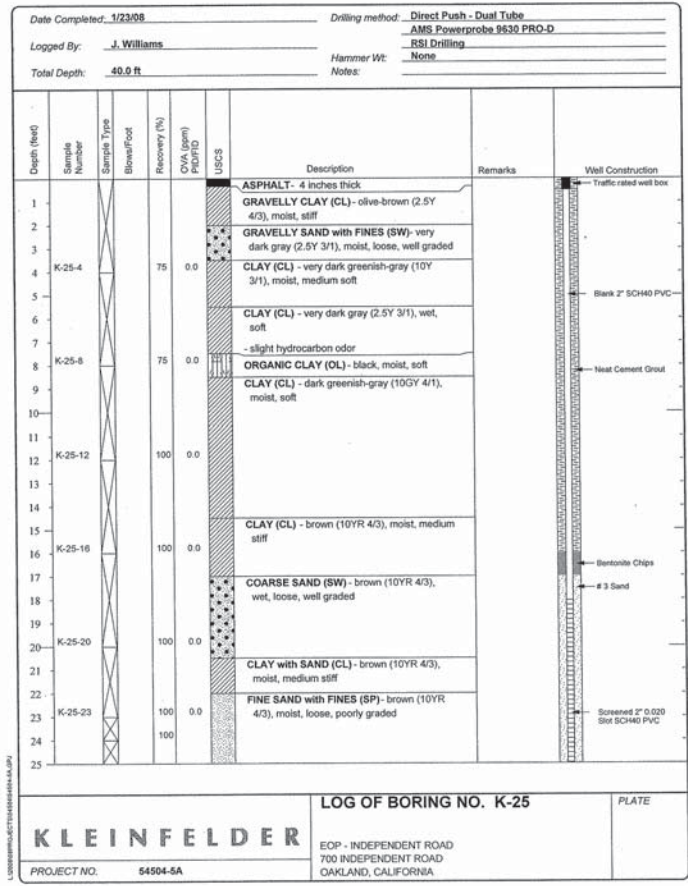 Date Completed: 1/23/08
Drilling method: Direct Push - Dual Tube
AMS Powerprobe 9630 PRO-D
Logged By: J. Williams
RSI Drilling
Hammer Wt: None
Total Depth: 40.0 ft
Notes:
Depth (feet)
Sample Number
Sample Type
Blows/Foot
Recovery (%)
OVA (ppm) PID/FID
USCS
Description
Remarks
Well Construction
ASPHALT- 4 inches thick
Traffic rated well box
1
GRAVELLY CLAY (CL) - olive-brown (2.5Y
4/3), moist, stiff
2
GRAVELLY SAND with FINES (SW)- very
dark gray (2.5Y 3/1), moist, loose, well graded
3
K-25-4 75 0.0
CLAY (CL) - very dark greenish-gray (10Y
3/1), moist, medium soft
4
5
Blank 2" SCH40 PVC
CLAY (CL) - very dark gray (2.5Y 3/1), wet,
soft
6
7
- slight hydrocarbon odor
K-25-8 75 0.0
8
ORGANIC CLAY (OL) - black, moist, soft
Neat Cement Grout
CLAY (CL) - dark greenish-gray (10GY 4/1),
moist, soft
9
10
11
K-25-12 100 0.0
12
13
14
15
CLAY (CL) - brown (10YR 4/3), moist, medium
stiff
K-25-16 100 0.0
16
Bentonite Chips
17
COARSE SAND (SW) - brown (10YR 4/3),
wet, loose, well graded
# 3 Sand
18
19
K-25-20 100 0.0
20
21
CLAY with SAND (CL) - brown (10YR 4/3),
moist, medium stiff
22
FINE SAND with FINES (SP) - brown (10YR
4/3), moist, loose, poorly graded
K-25-23 100 0.0
23
Screened 2" 0.020
Slot SCH40 PVC
100
24
25
KLEINFELDER
PROJECT NO. 54504-5A
LOG OF BORING NO. K-25
EOP - INDEPENDENT ROAD
700 INDEPENDENT ROAD
OAKLAND, CALIFORNIA
PLATE